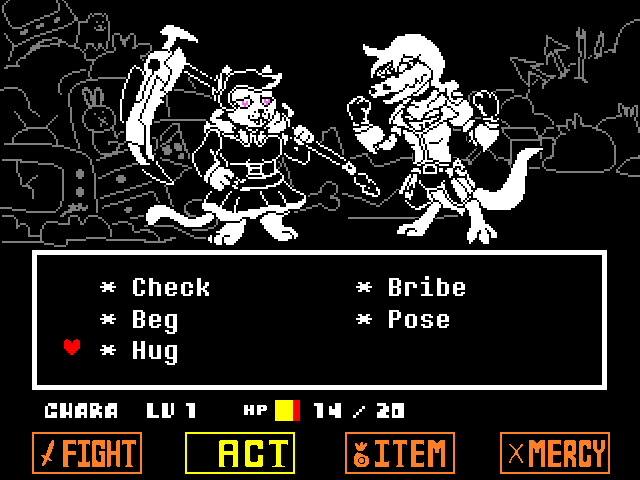 * Check * Bribe
* Beg * Pose
* Hug
CHARA LV 1 HP 14 / 20
FIGHT ACT ITEM MERCY